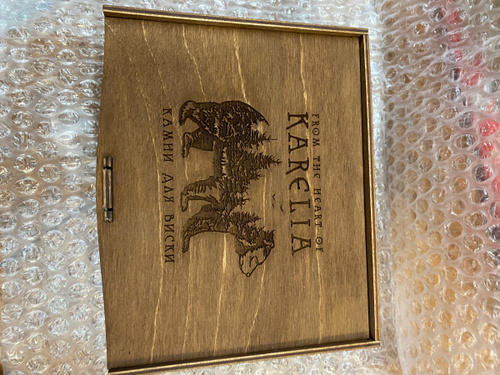 FROM THE HEART OF
KARELIA
КАМНИ ДЛЯ ВИСКИ